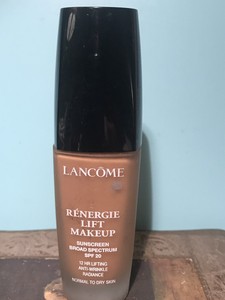 LANCÔME
RÉNERGIE
LIFT
MAKEUP
SUNSCREEN
BROAD SPECTRUM
SPF 20
12 HR LIFTING
ANTI-WRINKLE
RADIANCE
NORMAL TO DRY SKIN